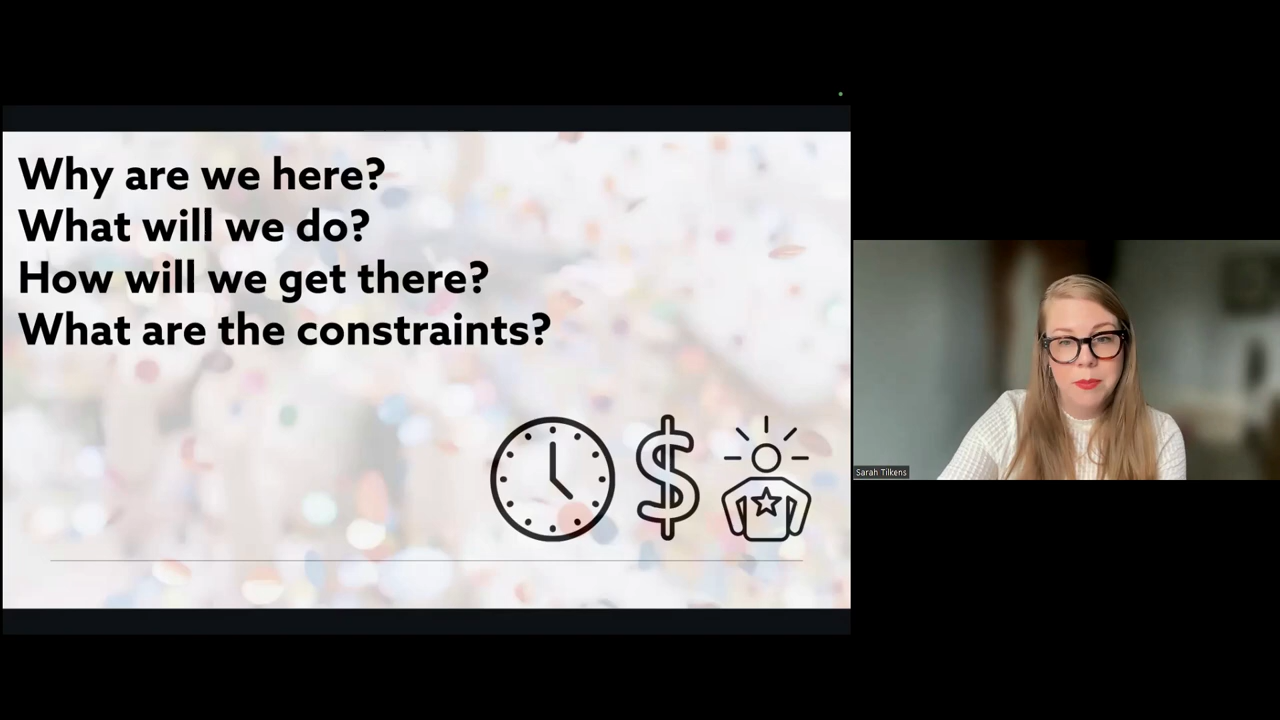 Why are we here?
What will we do?
How will we get there?
What are the constraints?
Sarah Tilkens